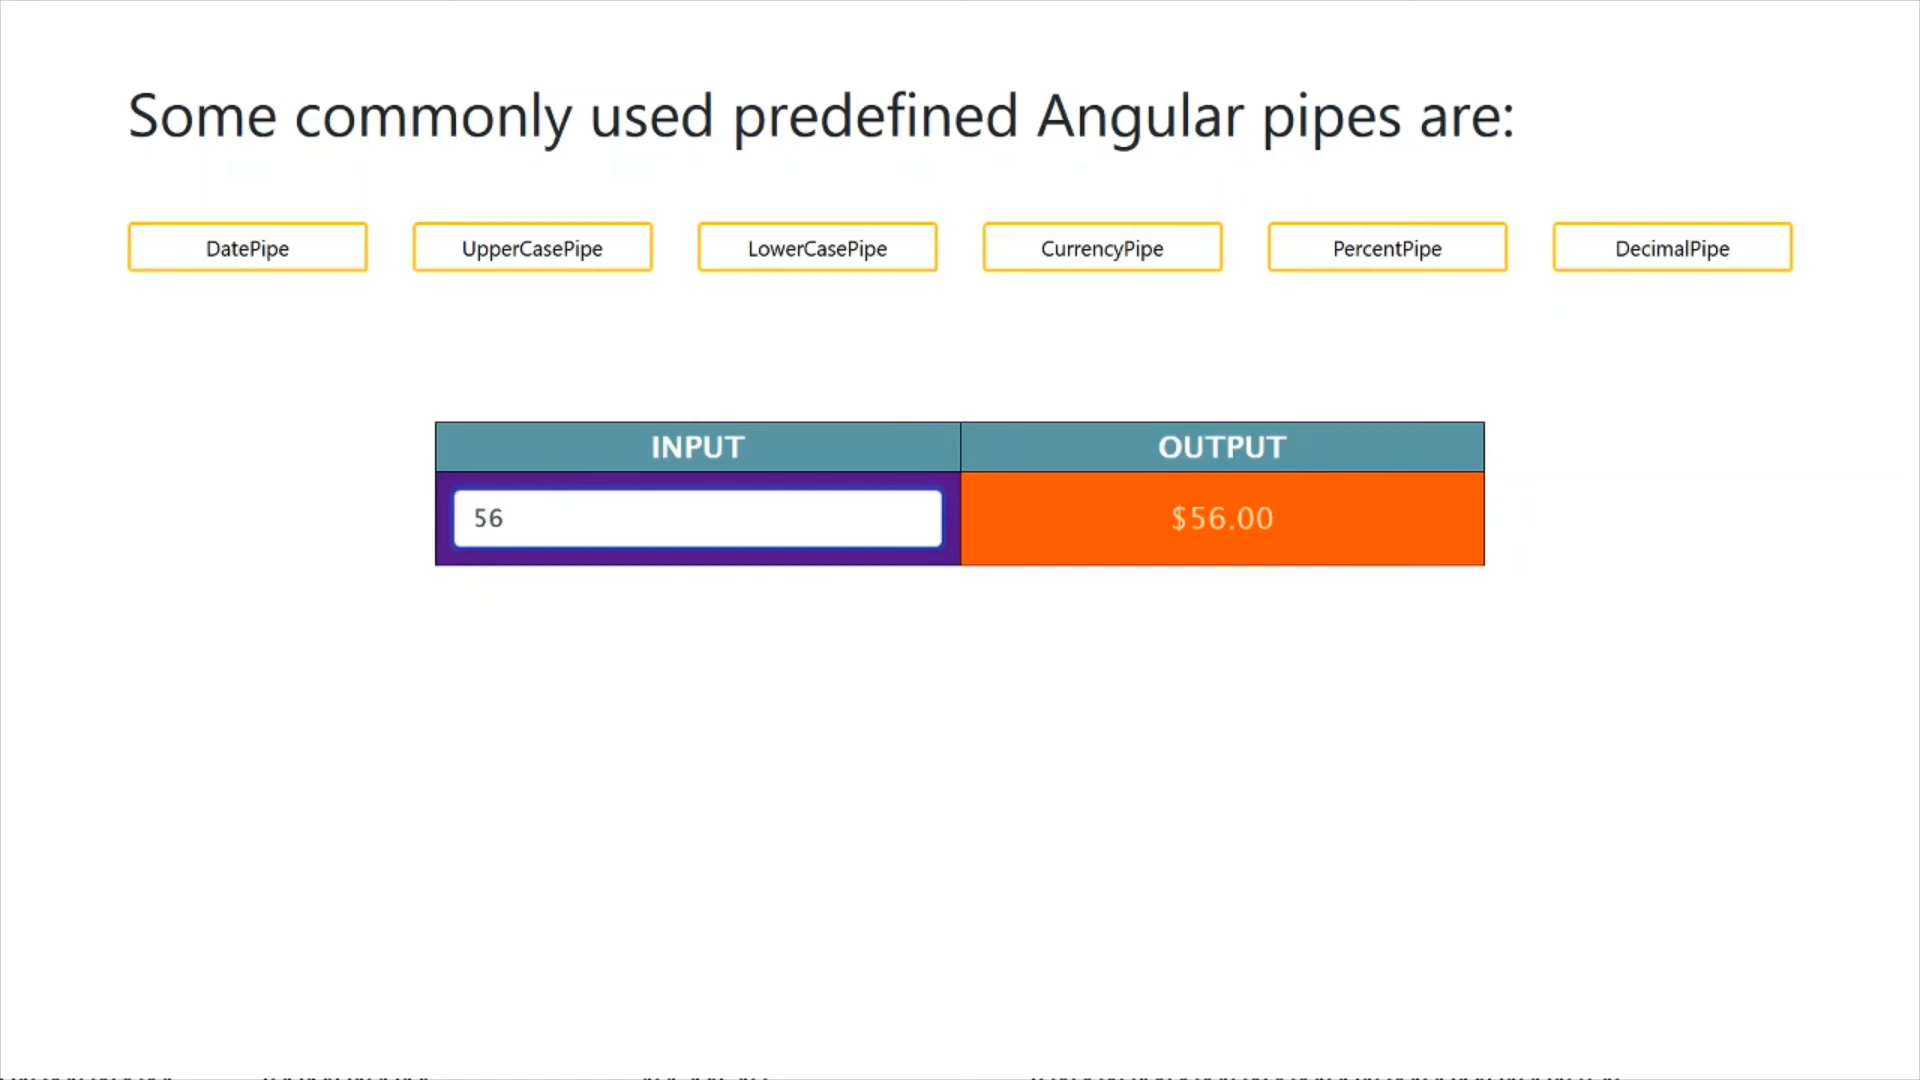 Some commonly used predefined Angular pipes are:
DatePipe UpperCasePipe LowerCasePipe CurrencyPipe PercentPipe DecimalPipe
INPUT OUTPUT
56 $56.00